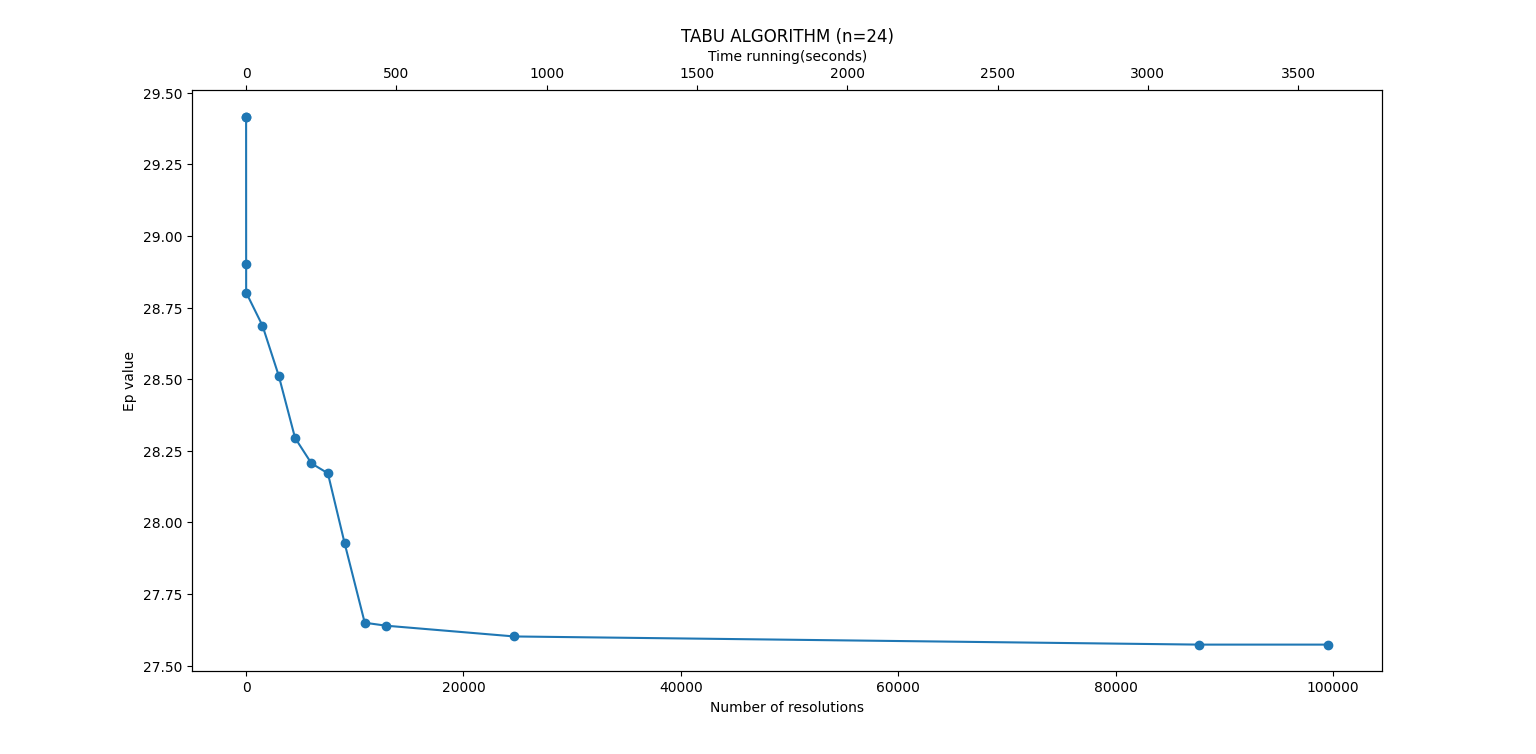 TABU ALGORITHM (n=24)
Time running(seconds)
0 500 1000 1500 2000 2500 3000 3500
29.50
29.25
29.00
28.75
28.50
28.25
28.00
27.75
27.50
Ep value
0 20000 40000 60000 80000 100000
Number of resolutions